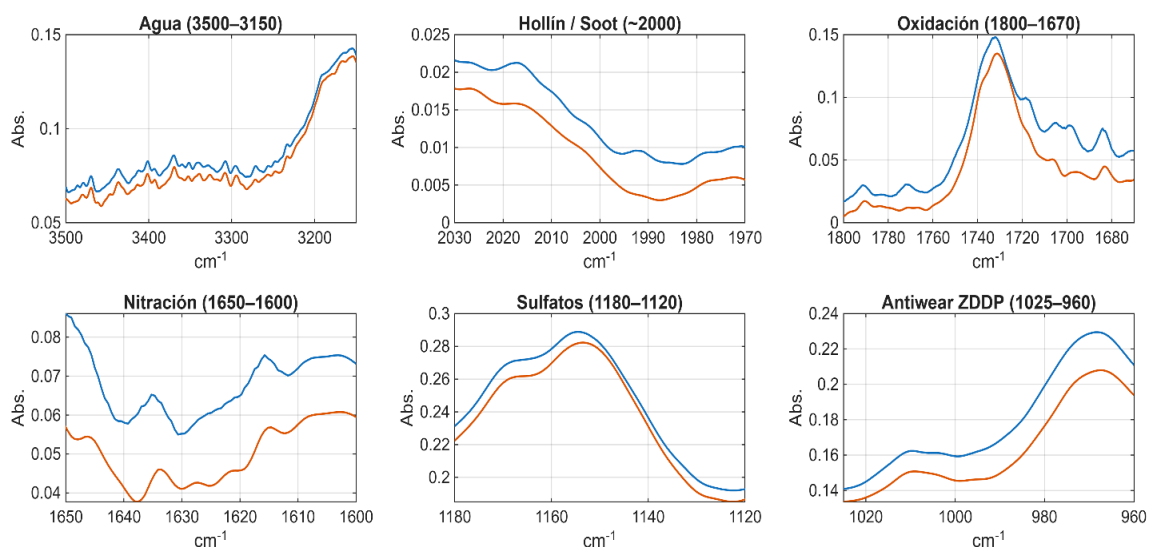 Agua (3500–3150)
0.15
0.1
0.05
Abs.
3500 3400 3300 3200
cm-1
Hollín / Soot (~2000)
0.025
0.02
0.015
0.01
0.005
0
Abs.
2030 2020 2010 2000 1990 1980 1970
cm-1
Oxidación (1800–1670)
0.15
0.1
0.05
0
Abs.
1800 1780 1760 1740 1720 1700 1680
cm-1
Nitración (1650–1600)
0.08
0.07
0.06
0.05
0.04
Abs.
1650 1640 1630 1620 1610 1600
cm-1
Sulfatos (1180–1120)
0.3
0.28
0.26
0.24
0.22
0.2
Abs.
1180 1160 1140 1120
cm-1
Antiwear ZDDP (1025–960)
0.24
0.22
0.2
0.18
0.16
0.14
Abs.
1020 1000 980 960
cm-1